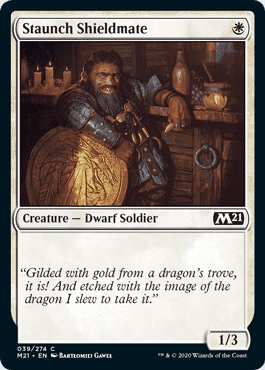 Staunch Shieldmate
Creature — Dwarf Soldier M21
“Gilded with gold from a dragon’s trove,
it is! And etched with the image of the
dragon I slew to take it.”
1/3
039/274 C
M21 • EN Bartłomiej Gaweł ™ & © 2020 Wizards of the Coast